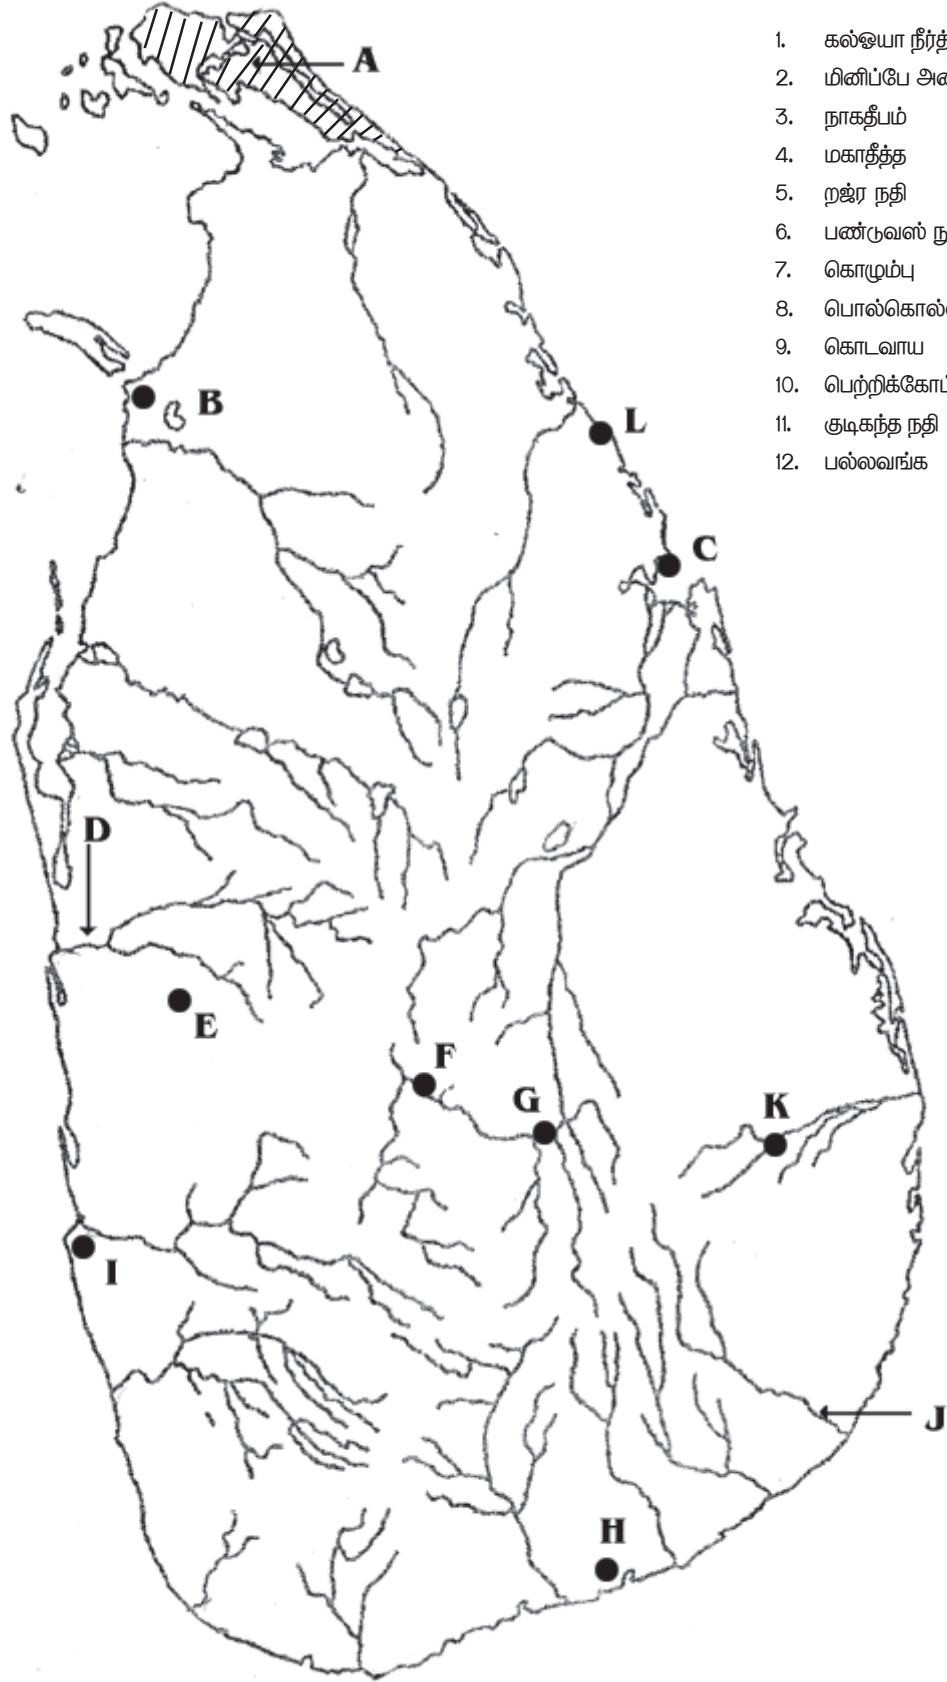 1. கல்ஓயா நீர்த்
2. மினிப்பே
3. நாகதீபம்
4. மகாதீத்த
5. றஜ்ர நதி
6. பண்டுவஸ் நு
7. கொழும்பு
8. பொல்கொல்
9. கொடவாய
10. பெற்றிக்கோட்
11. குடிகந்த நதி
12. பல்லவங்க
A
B
L
C
D
E
F
G
K
I
J
H